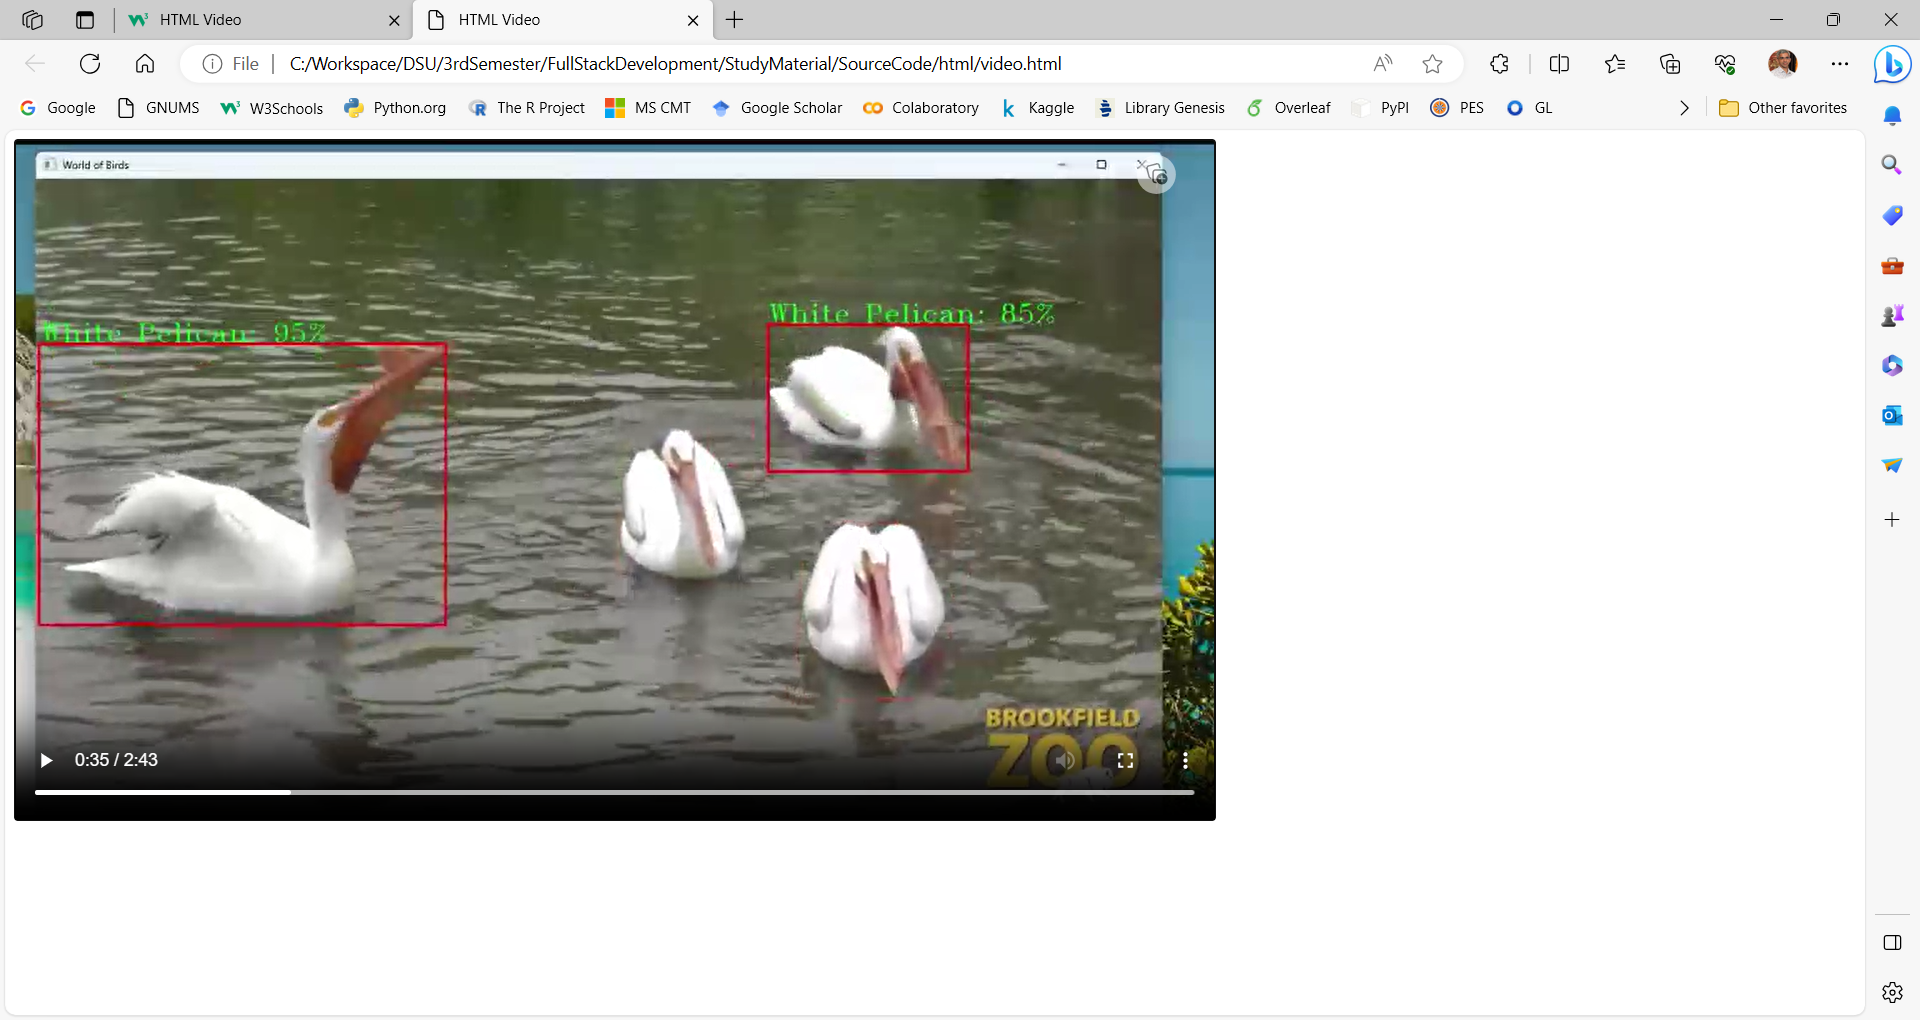 HTML Video
HTML Video
File
C:/Workspace/DSU/3rdSemester/FullStackDevelopment/StudyMaterial/SourceCode/html/video.html
Google
GNUMS
W3Schools
Python.org
The R Project
MS CMT
Google Scholar
Colaboratory
Kaggle
Library Genesis
Overleaf
PyPI
PES
GL
Other favorites
World of Birds
White Pelican: 95%
White Pelican: 85%
BROOKFIELD
ZOO
0:35 / 2:43